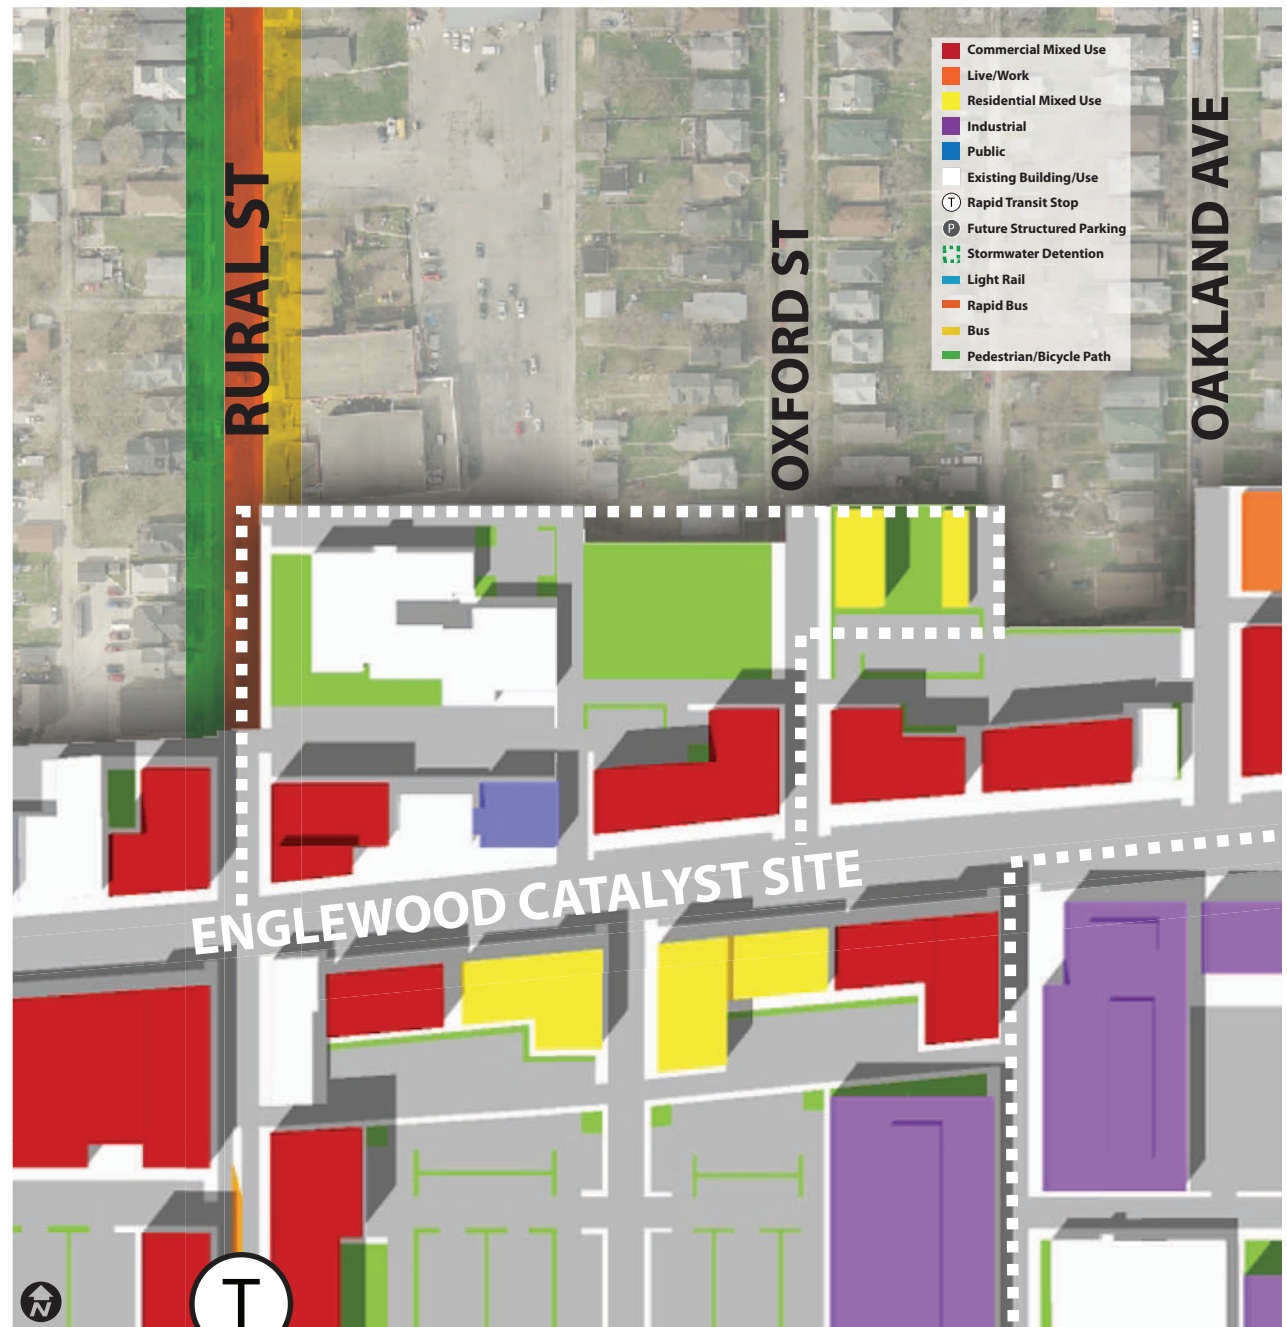 Commercial Mixed Use
Live/Work
Residential Mixed Use
Industrial
Public
Existing Building/Use
T Rapid Transit Stop
P Future Structured Parking
Stormwater Detention
Light Rail
Rapid Bus
Bus
Pedestrian/Bicycle Path
RURAL ST
OXFORD ST
OAKLAND AVE
ENGLEWOOD CATALYST SITE
N
T